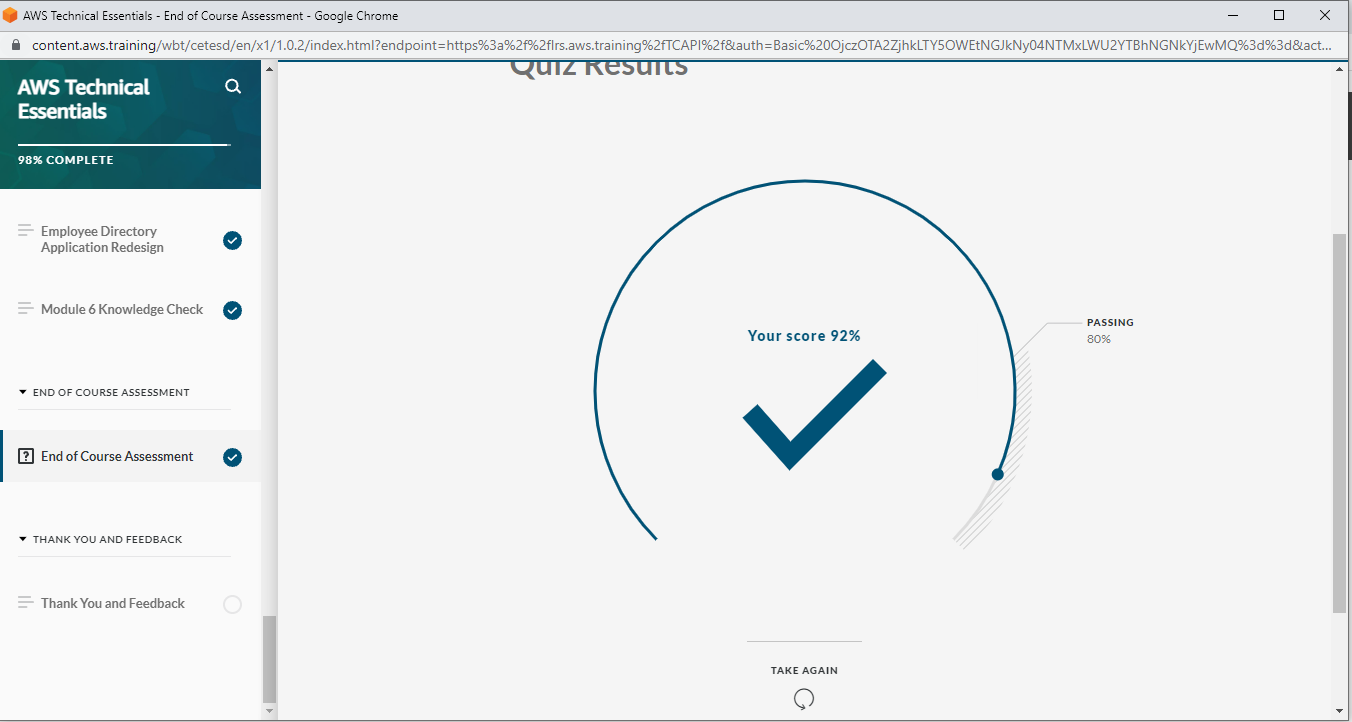 AWS Technical Essentials - End of Course Assessment - Google Chrome
content.aws.training/wbt/cetesd/en/x1/1.0.2/index.html?endpoint=https%3a%2f%2flrs.aws.training%2fTCAPI%2f&auth=Basic%20OjczOTA2ZjhkLTY5OWEtNGJkNy04NTMxLWU2YTBhNGNkYjEwMQ%3d%3d&act...
AWS Technical
Essentials
98% COMPLETE
Employee Directory
Application Redesign
Module 6 Knowledge Check
END OF COURSE ASSESSMENT
End of Course Assessment
THANK YOU AND FEEDBACK
Thank You and Feedback
Quiz Results
Your score 92%
PASSING
80%
TAKE AGAIN